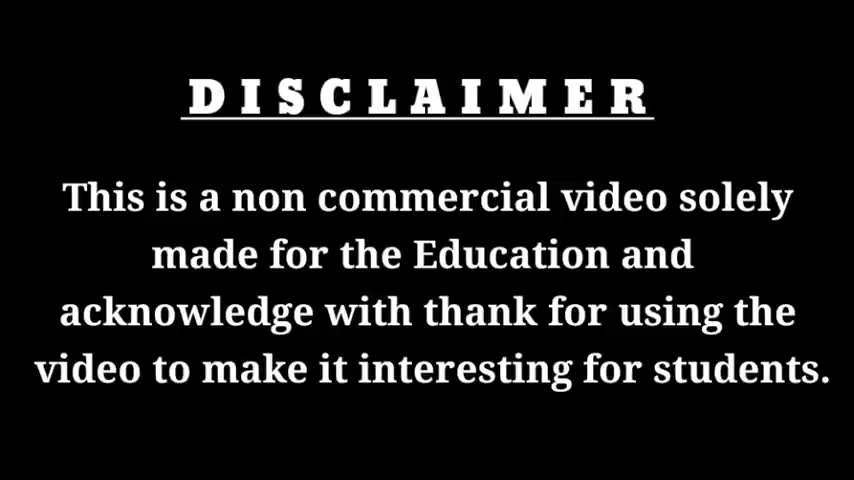 DISCLAIMER
This is a non commercial video solely
made for the Education and
acknowledge with thank for using the
video to make it interesting for students.